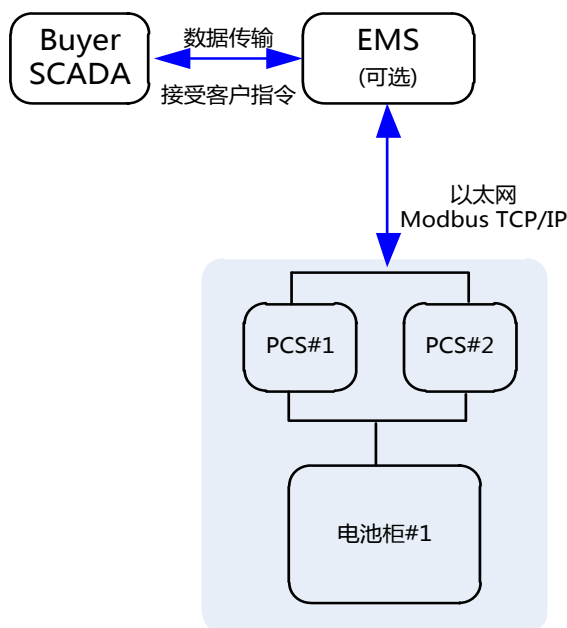 Buyer
SCADA
数据传输
接受客户指令
EMS
(可选)
以太网
Modbus TCP/IP
PCS#1
PCS#2
电池柜#1